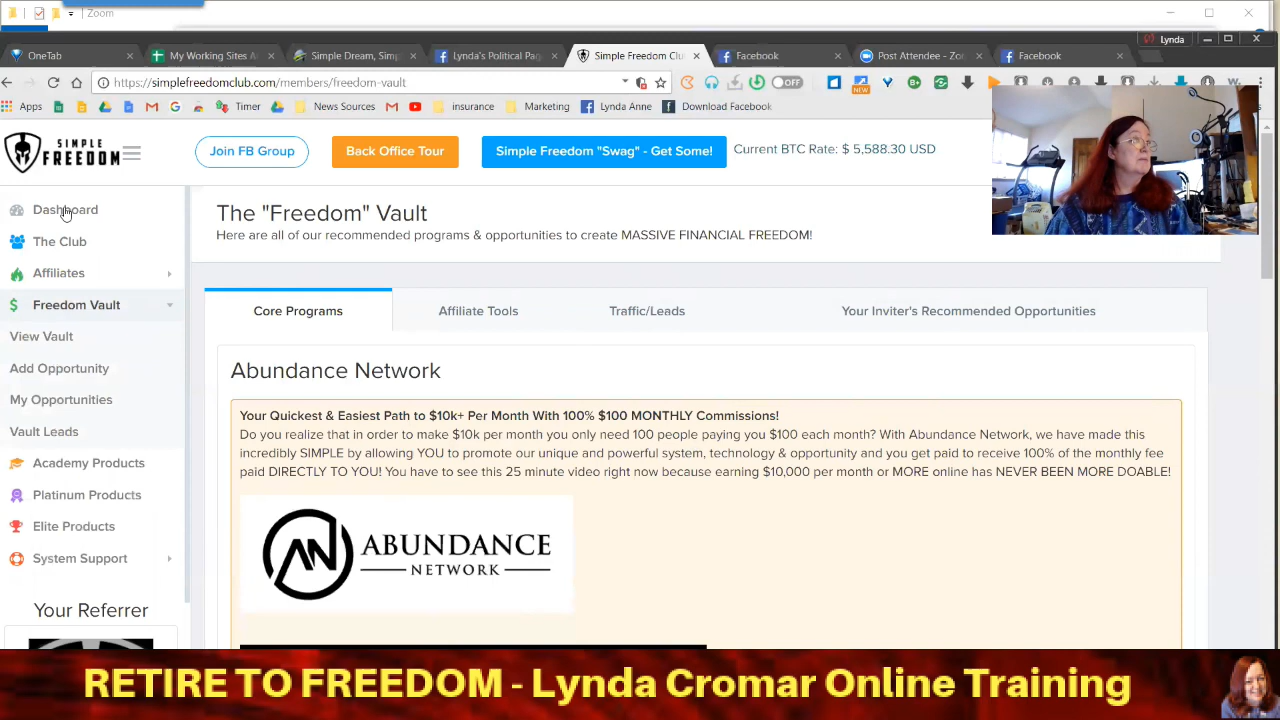 Zoom
Lynda
OneTab
My Working Sites A
Simple Dream, Simp
Lynda's Political Pag
Simple Freedom Clu
Facebook
Post Attendee - Zoo
Facebook
https://simplefreedomclub.com/members/freedom-vault
OFF
NEW
B+
Apps
Timer
News Sources
insurance
Marketing
Lynda Anne
Download Facebook
SIMPLE
FREEDOM
Join FB Group
Back Office Tour
Simple Freedom "Swag" - Get Some!
Current BTC Rate: $ 5,588.30 USD
Dashboard
The Club
Affiliates
Freedom Vault
View Vault
Add Opportunity
My Opportunities
Vault Leads
Academy Products
Platinum Products
Elite Products
System Support
Your Referrer
The "Freedom" Vault
Here are all of our recommended programs & opportunities to create MASSIVE FINANCIAL FREEDOM!
Core Programs
Affiliate Tools
Traffic/Leads
Your Inviter's Recommended Opportunities
Abundance Network
Your Quickest & Easiest Path to $10k+ Per Month With 100% $100 MONTHLY Commissions!
Do you realize that in order to make $10k per month you only need 100 people paying you $100 each month? With Abundance Network, we have made this
incredibly SIMPLE by allowing YOU to promote our unique and powerful system, technology & opportunity and you get paid to receive 100% of the monthly fee
paid DIRECTLY TO YOU! You have to see this 25 minute video right now because earning $10,000 per month or MORE online has NEVER BEEN MORE DOABLE!
ABUNDANCE
NETWORK
RETIRE TO FREEDOM - Lynda Cromar Online Training